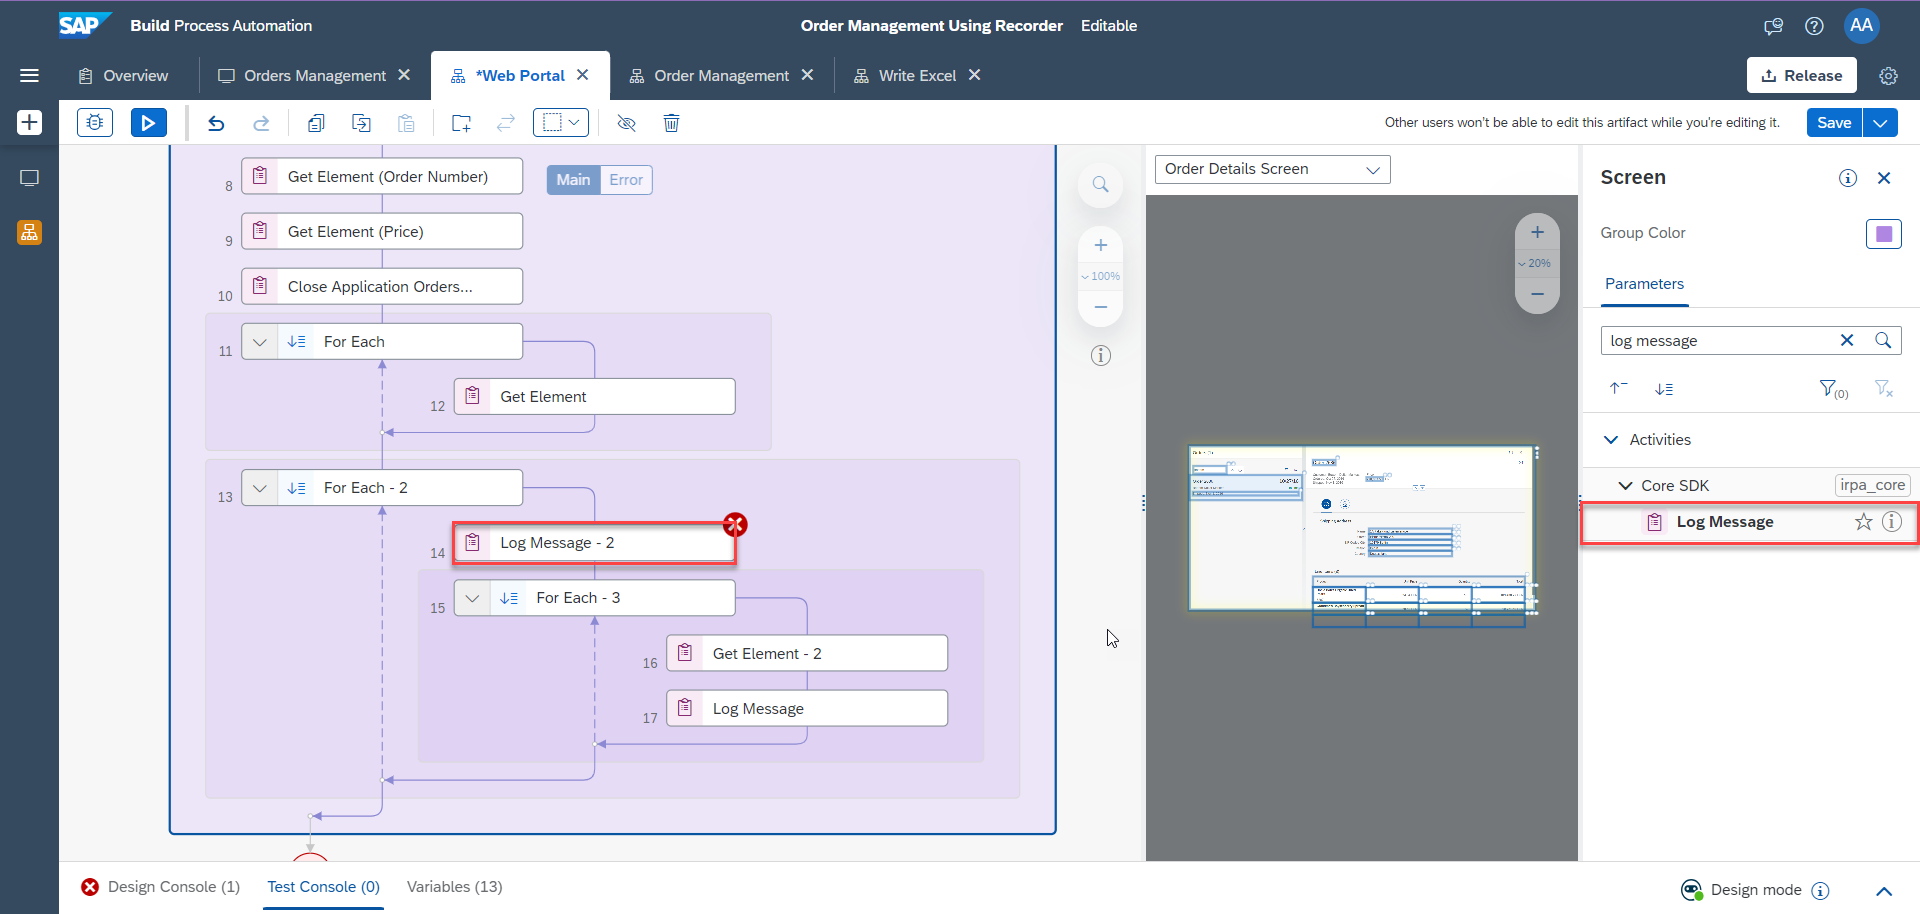 SAP Build Process Automation
Order Management Using Recorder Editable
AA
Overview
Orders Management
*Web Portal
Order Management
Write Excel
Release
Other users won't be able to edit this artifact while you're editing it.
Save
8 Get Element (Order Number)
Main Error
9 Get Element (Price)
10 Close Application Orders...
11 For Each
12 Get Element
13 For Each - 2
14 Log Message - 2
15 For Each - 3
16 Get Element - 2
17 Log Message
100%
Order Details Screen
20%
Screen
Group Color
Parameters
log message
(0)
Activities
Core SDK irpa_core
Log Message
Design Console (1) Test Console (0) Variables (13)
Design mode